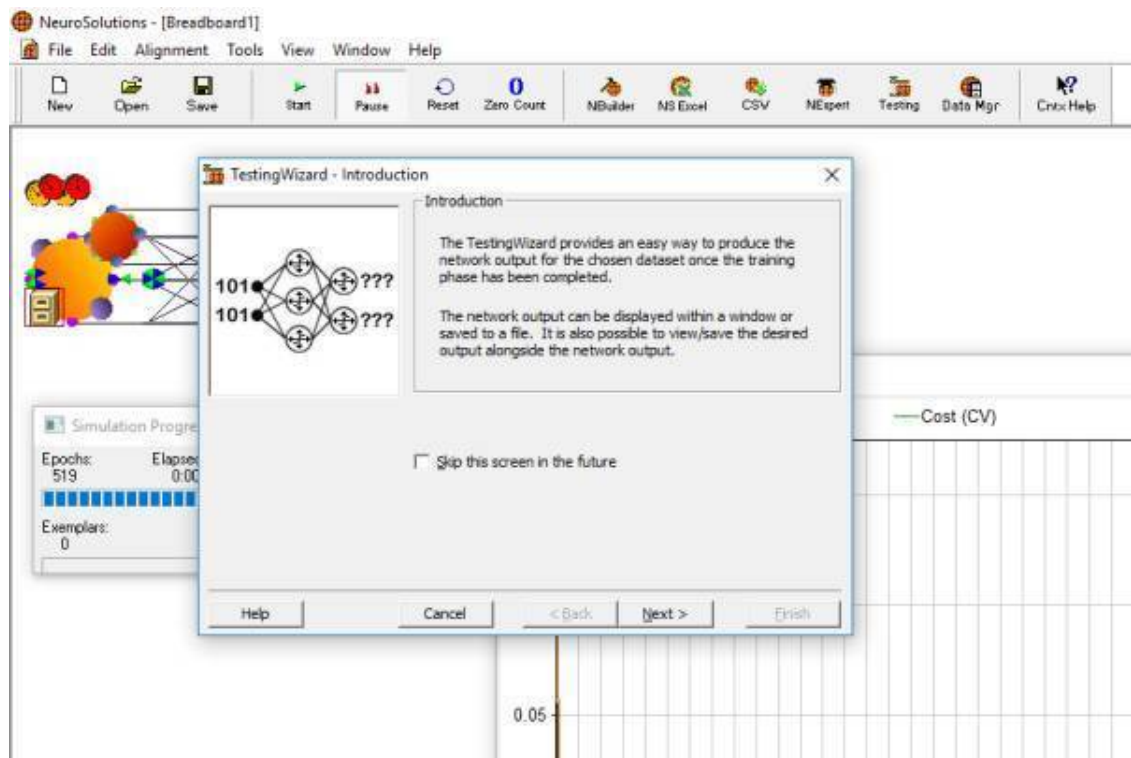 NeuroSolutions - [Breadboard1]
File Edit Alignment Tools View Window Help
New Open Save Start Pause Reset Zero Count NBuilder NS Excel CSV NExpert Testing Data Mgr Cntx Help
TestingWizard - Introduction
Introduction
The TestingWizard provides an easy way to produce the
network output for the chosen dataset once the training
phase has been completed.
The network output can be displayed within a window or
saved to a file. It is also possible to view/save the desired
output alongside the network output.
101 ???
101 ???
Simulation Progre
Epochs: Elapse
519 0:00
Exemplars:
0
Skip this screen in the future
Help Cancel < Back Next > Finish
Cost (CV)
0.05